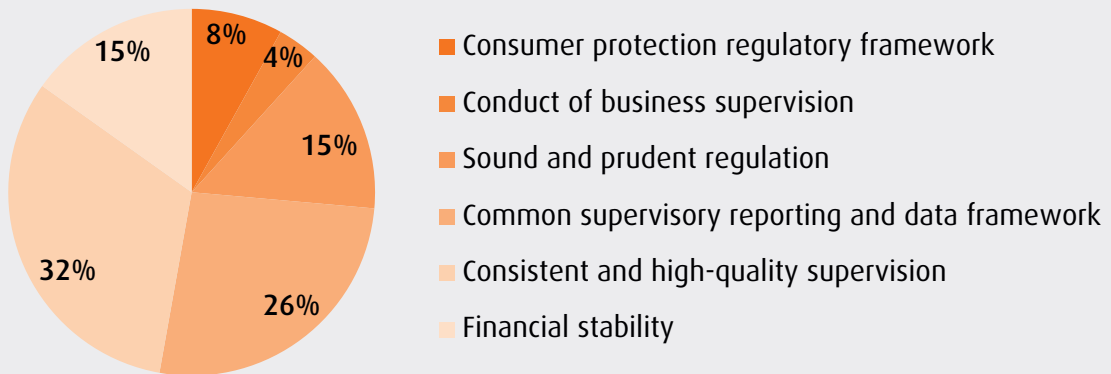 8%
4%
15%
26%
32%
15%
Consumer protection regulatory framework
Conduct of business supervision
Sound and prudent regulation
Common supervisory reporting and data framework
Consistent and high-quality supervision
Financial stability